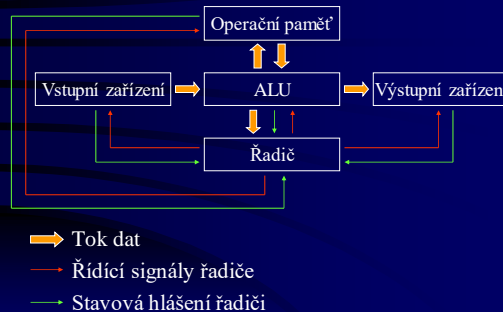 Operační paměť
Vstupní zařízení
ALU
Výstupní zařízen
Řadič
Tok dat
Řídící signály řadiče
Stavová hlášení řadiči